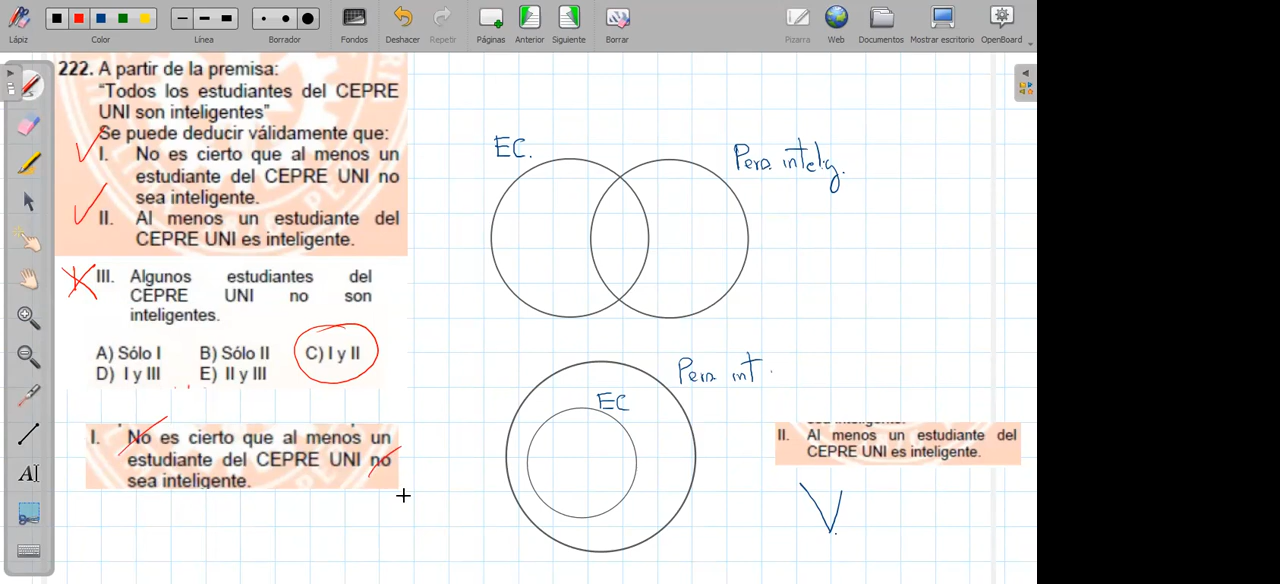 Lápiz
Color
Línea
Borrador
Fondos
Deshacer
Repetir
Páginas
Anterior
Siguiente
Borrar
Pizarra
Web
Documentos
Mostrar escritorio
OpenBoard
222. A partir de la premisa:
“Todos los estudiantes del CEPRE
UNI son inteligentes”
Se puede deducir válidamente que:
I. No es cierto que al menos un
estudiante del CEPRE UNI no
sea inteligente.
II. Al menos un estudiante del
CEPRE UNI es inteligente.
III. Algunos estudiantes del
CEPRE UNI no son
inteligentes.
A) Sólo I B) Sólo II C) I y II
D) I y III E) II y III
I. No es cierto que al menos un
estudiante del CEPRE UNI no
sea inteligente.
EC.
Pers intelig.
Pers int.
EC
II. Al menos un estudiante del
CEPRE UNI es inteligente.
V